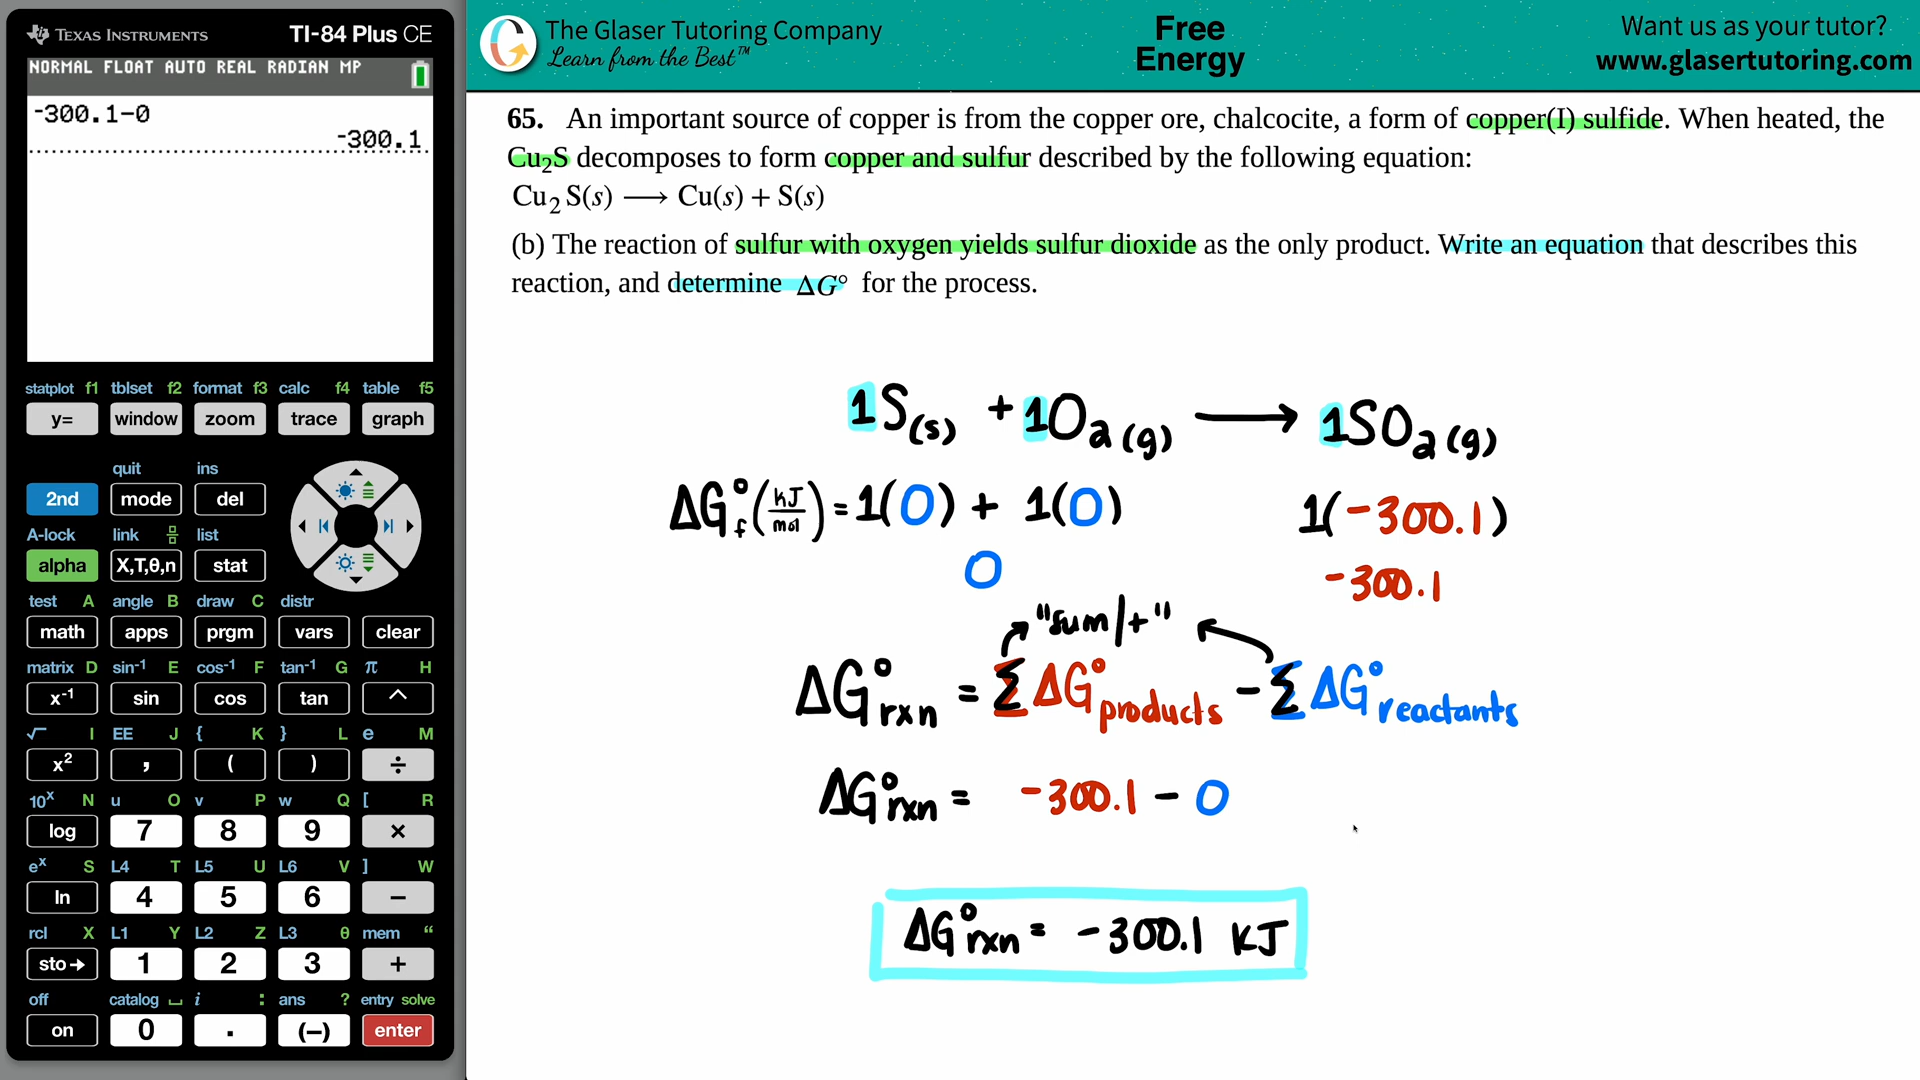 TEXAS INSTRUMENTS TI-84 Plus CE
NORMAL FLOAT AUTO REAL RADIAN MP
-300.1-0
-300.1
statplot f1 tblset f2 format f3 calc f4 table f5
y= window zoom trace graph
quit ins
2nd mode del
A-lock link list
alpha X,T,θ,n stat
test A angle B draw C distr
math apps prgm vars clear
matrix D sin⁻¹ E cos⁻¹ F tan⁻¹ G π H
x⁻¹ sin cos tan ^
√ I EE J { K } L e M
x² , ( ) ÷
10ˣ N u O v P w Q [ R
log 7 8 9 ×
eˣ S L4 T L5 U L6 V ] W
ln 4 5 6 −
rcl X L1 Y L2 Z L3 θ mem "
sto→ 1 2 3 +
off catalog ⎵ i : ans ? entry solve
on 0 . (−) enter
The Glaser Tutoring Company
Learn from the Best™
Free
Energy
Want us as your tutor?
www.glasertutoring.com
65. An important source of copper is from the copper ore, chalcocite, a form of copper(I) sulfide. When heated, the
Cu₂S decomposes to form copper and sulfur described by the following equation:
Cu₂S(s) ⟶ Cu(s) + S(s)
(b) The reaction of sulfur with oxygen yields sulfur dioxide as the only product. Write an equation that describes this
reaction, and determine ΔG° for the process.
1S(s) + 1O₂(g) ⟶ 1SO₂(g)
ΔG°f (kJ/mol) = 1(0) + 1(0) 1(-300.1)
0 -300.1
"sum/+"
ΔG°rxn = Σ ΔG°products - Σ ΔG°reactants
ΔG°rxn = -300.1 - 0
ΔG°rxn = -300.1 kJ